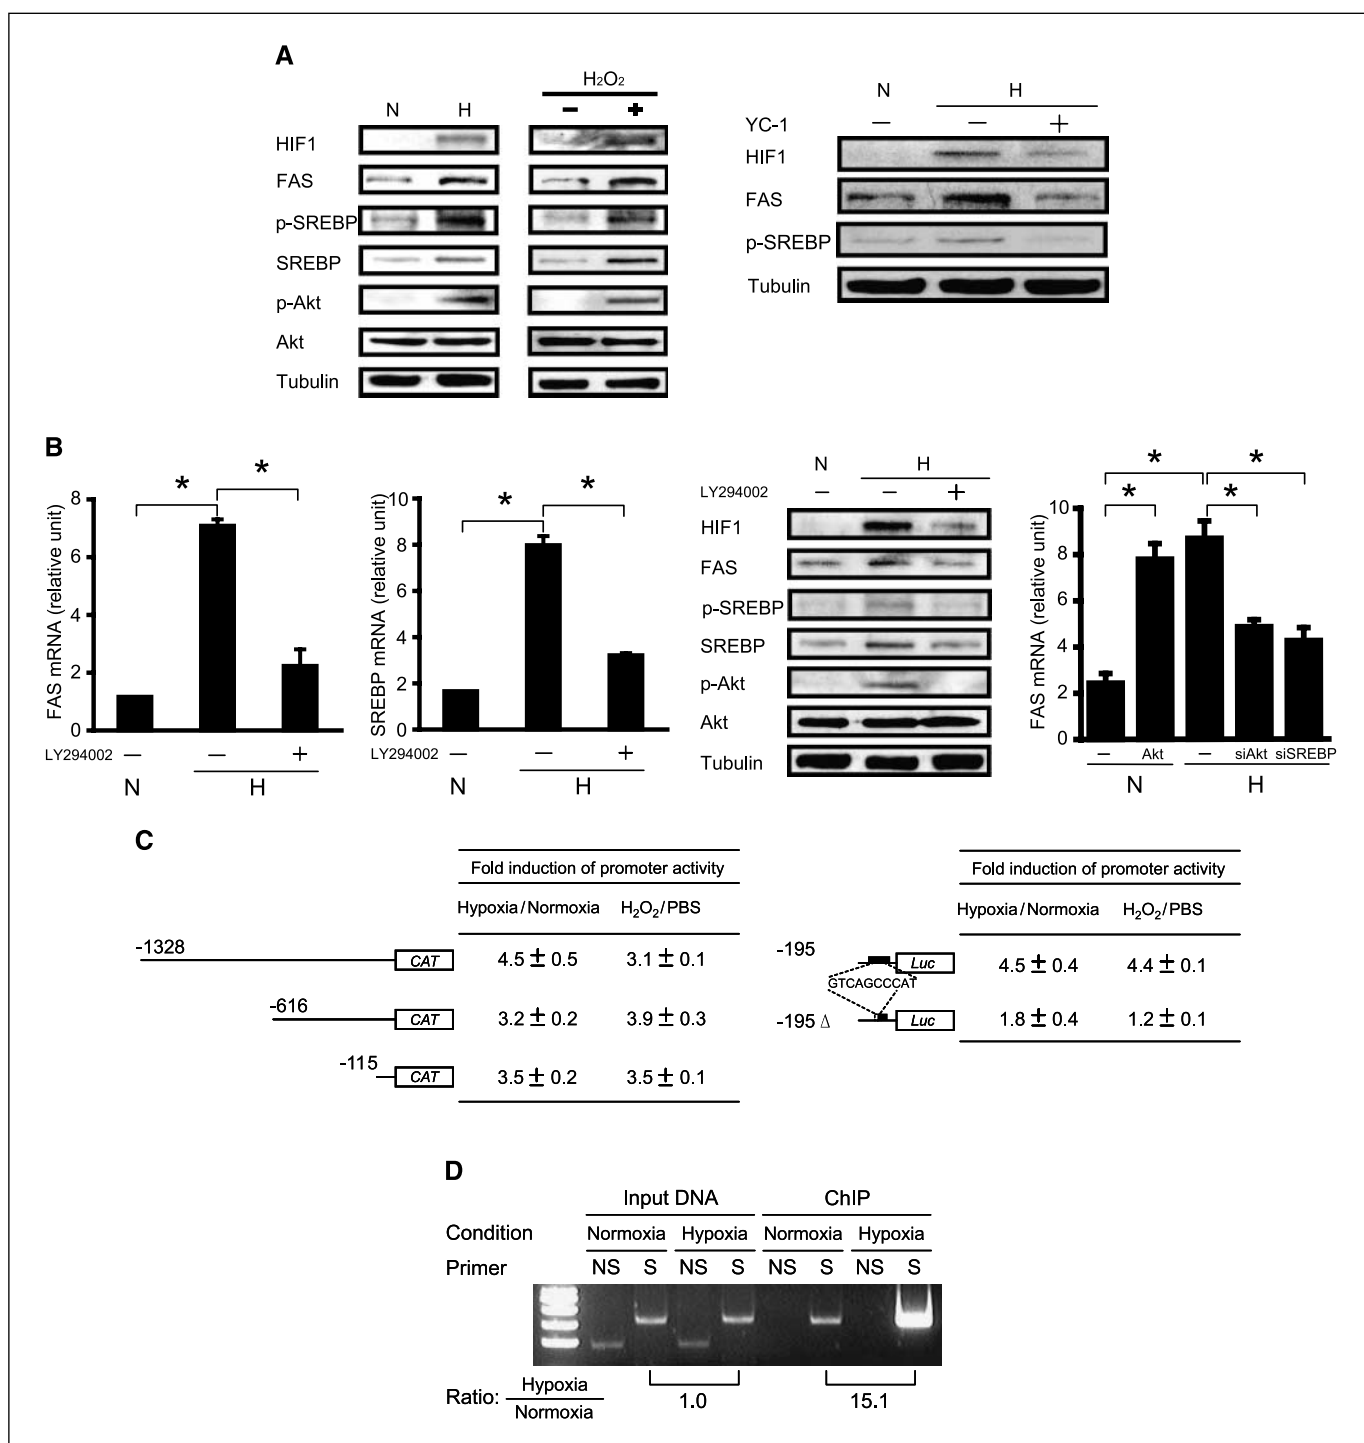 A
H2O2
N H
− +
HIF1
FAS
p-SREBP
SREBP
p-Akt
Akt
Tubulin
N H
YC-1 − − +
HIF1
FAS
p-SREBP
Tubulin
B
FAS mRNA (relative unit)
8
6
4
2
0
* *
LY294002 − − +
N H
SREBP mRNA (relative unit)
10
8
6
4
2
0
* *
LY294002 − − +
N H
N H
LY294002 − − +
HIF1
FAS
p-SREBP
SREBP
p-Akt
Akt
Tubulin
FAS mRNA (relative unit)
10
8
6
4
2
0
* *
* *
− Akt − siAkt siSREBP
N H
C
Fold induction of promoter activity
Hypoxia/Normoxia H2O2/PBS
-1328 CAT 4.5 ± 0.5 3.1 ± 0.1
-616 CAT 3.2 ± 0.2 3.9 ± 0.3
-115 CAT 3.5 ± 0.2 3.5 ± 0.1
Fold induction of promoter activity
Hypoxia/Normoxia H2O2/PBS
-195 Luc 4.5 ± 0.4 4.4 ± 0.1
GTCAGCCCAT
-195 Δ Luc 1.8 ± 0.4 1.2 ± 0.1
D
Input DNA ChIP
Condition Normoxia Hypoxia Normoxia Hypoxia
Primer NS S NS S NS S NS S
Ratio: Hypoxia
Normoxia
1.0 15.1